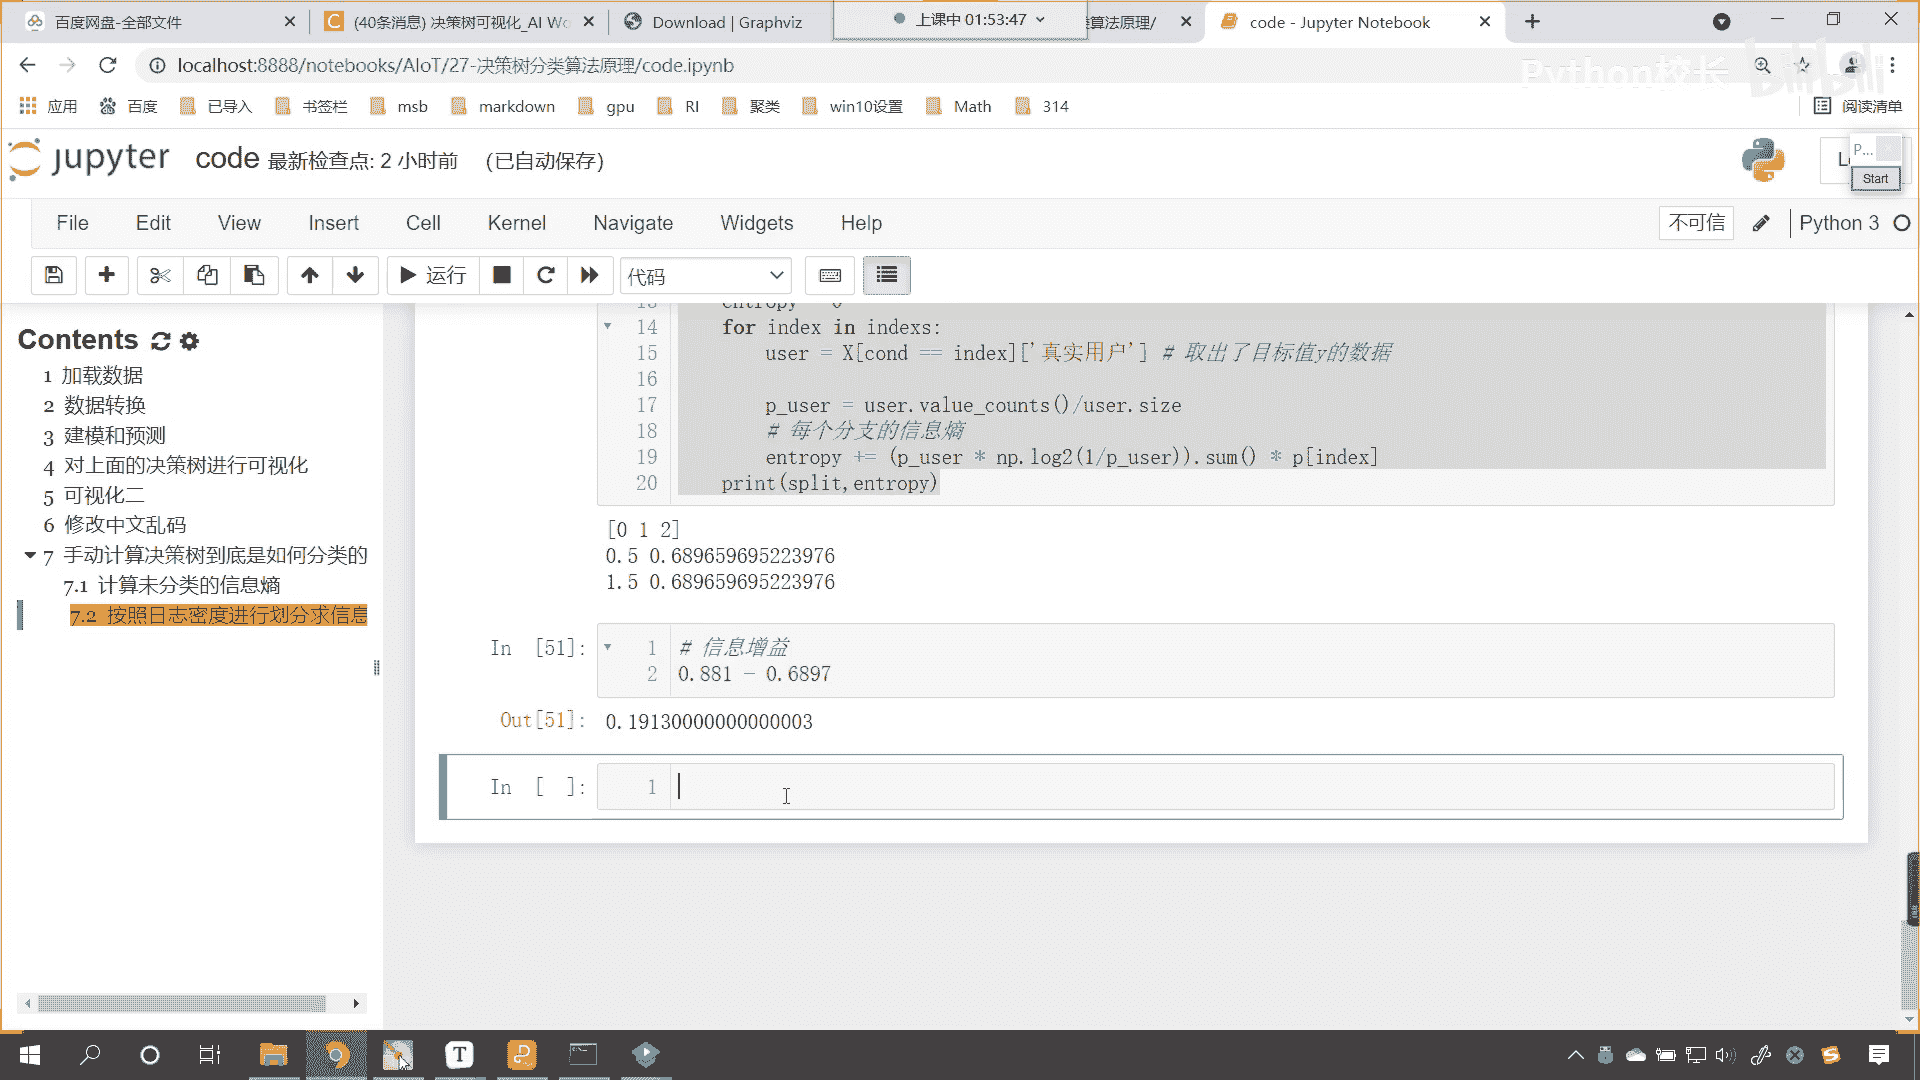 百度网盘-全部文件
(40条消息) 决策树可视化_AI Wo
Download | Graphviz
上课中 01:53:47
算法原理/
code - Jupyter Notebook
localhost:8888/notebooks/AIoT/27-决策树分类算法原理/code.ipynb
Python校长
bilibili
应用
百度
已导入
书签栏
msb
markdown
gpu
RI
聚类
win10设置
Math
314
阅读清单
jupyter
code 最新检查点: 2 小时前 (已自动保存)
P...
Start
File Edit View Insert Cell Kernel Navigate Widgets Help
不可信
Python 3
运行
代码
Contents
1 加载数据
2 数据转换
3 建模和预测
4 对上面的决策树进行可视化
5 可视化二
6 修改中文乱码
7 手动计算决策树到底是如何分类的
7.1 计算未分类的信息熵
7.2 按照日志密度进行划分求信息
14 for index in indexs:
15 user = X[cond == index]['真实用户'] # 取出了目标值y的数据
16
17 p_user = user.value_counts()/user.size
18 # 每个分支的信息熵
19 entropy += (p_user * np.log2(1/p_user)).sum() * p[index]
20 print(split,entropy)
[0 1 2]
0.5 0.689659695223976
1.5 0.689659695223976
In [51]:
1 # 信息增益
2 0.881 - 0.6897
Out[51]: 0.19130000000000003
In [ ]:
1